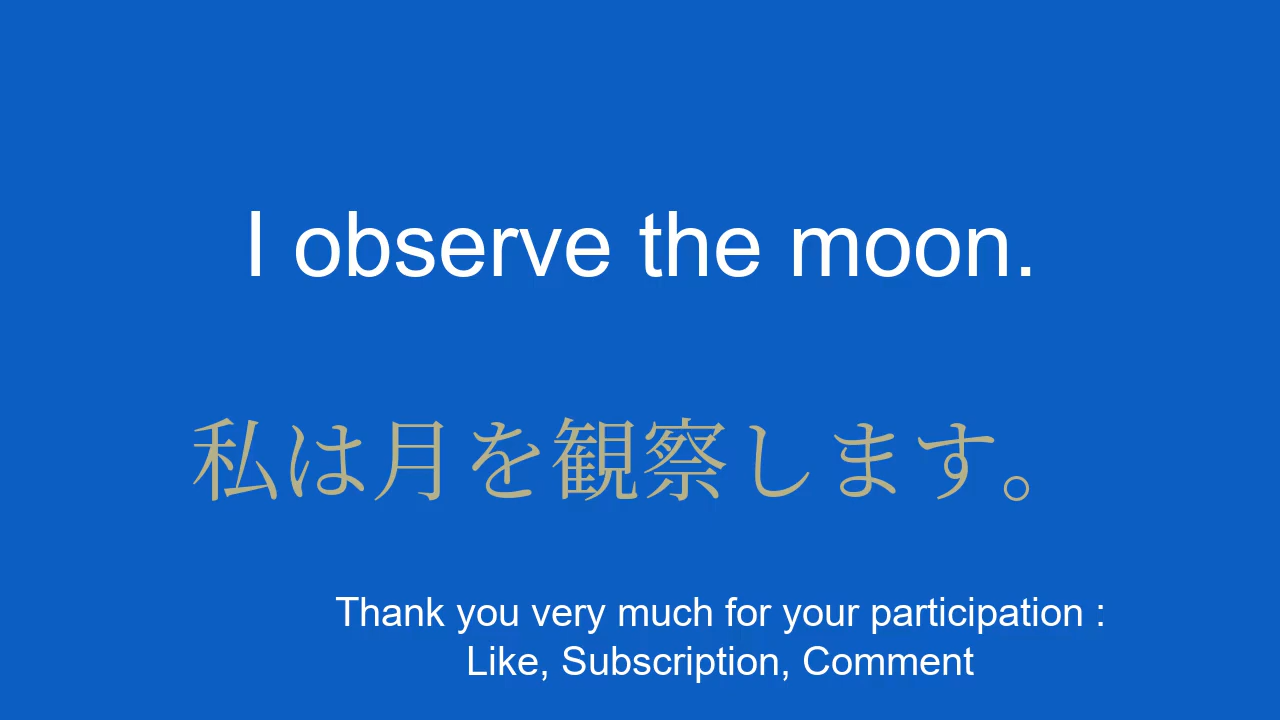 I observe the moon.
私は月を観察します。
Thank you very much for your participation :
Like, Subscription, Comment